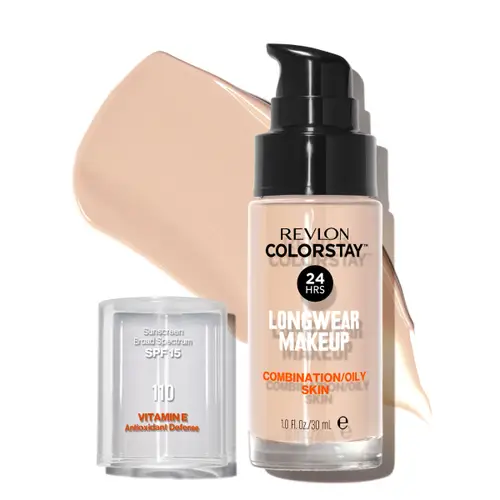 REVLON
COLORSTAY™
24
HRS
LONGWEAR
MAKEUP
COMBINATION/OILY
SKIN
1.0 fl. oz./30 mL e
Sunscreen
Broad Spectrum
SPF 15
110
VITAMIN E
Antioxidant Defense